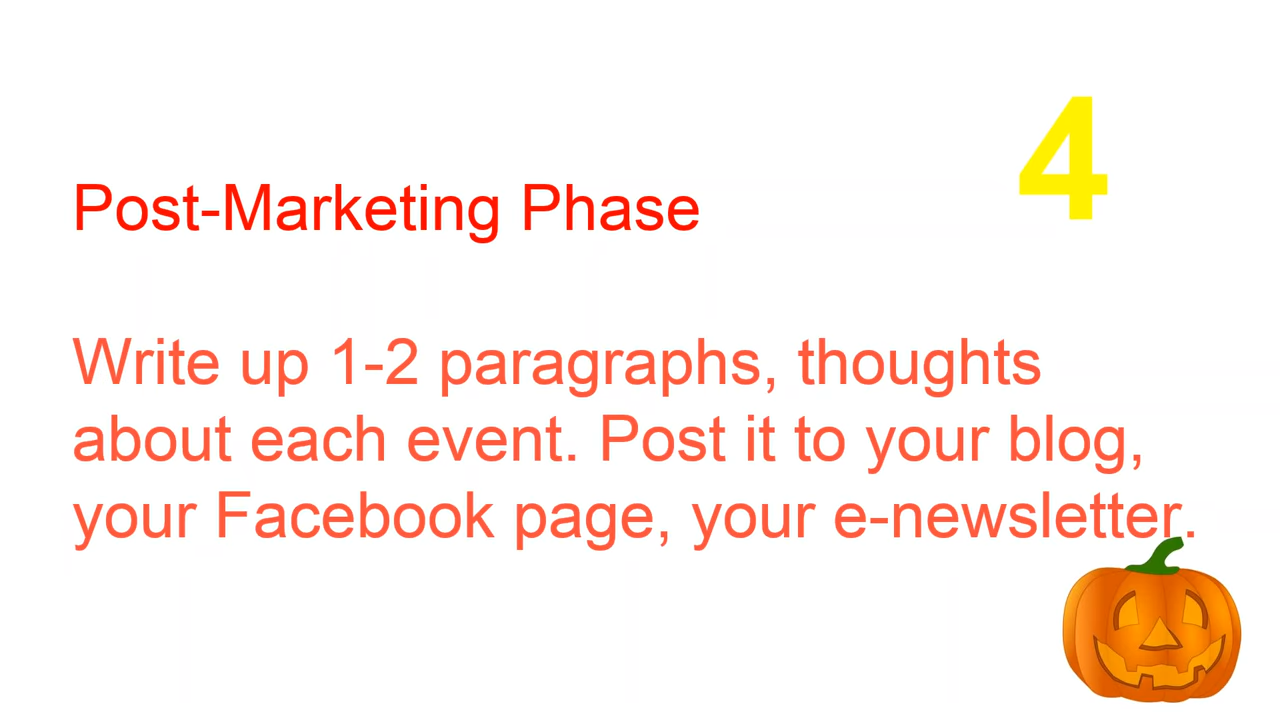 4
Post-Marketing Phase
Write up 1-2 paragraphs, thoughts
about each event. Post it to your blog,
your Facebook page, your e-newsletter.